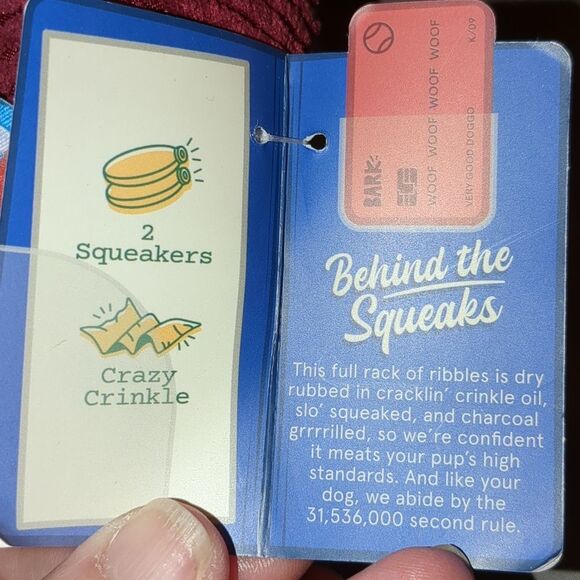 2
Squeakers
Crazy
Crinkle
BARK
WOOF WOOF WOOF WOOF
VERY GOOD DOGGO
K/09
Behind the
Squeaks
This full rack of ribbles is dry
rubbed in cracklin' crinkle oil,
slo' squeaked, and charcoal
grrrrilled, so we're confident
it meats your pup's high
standards. And like your
dog, we abide by the
31,536,000 second rule.